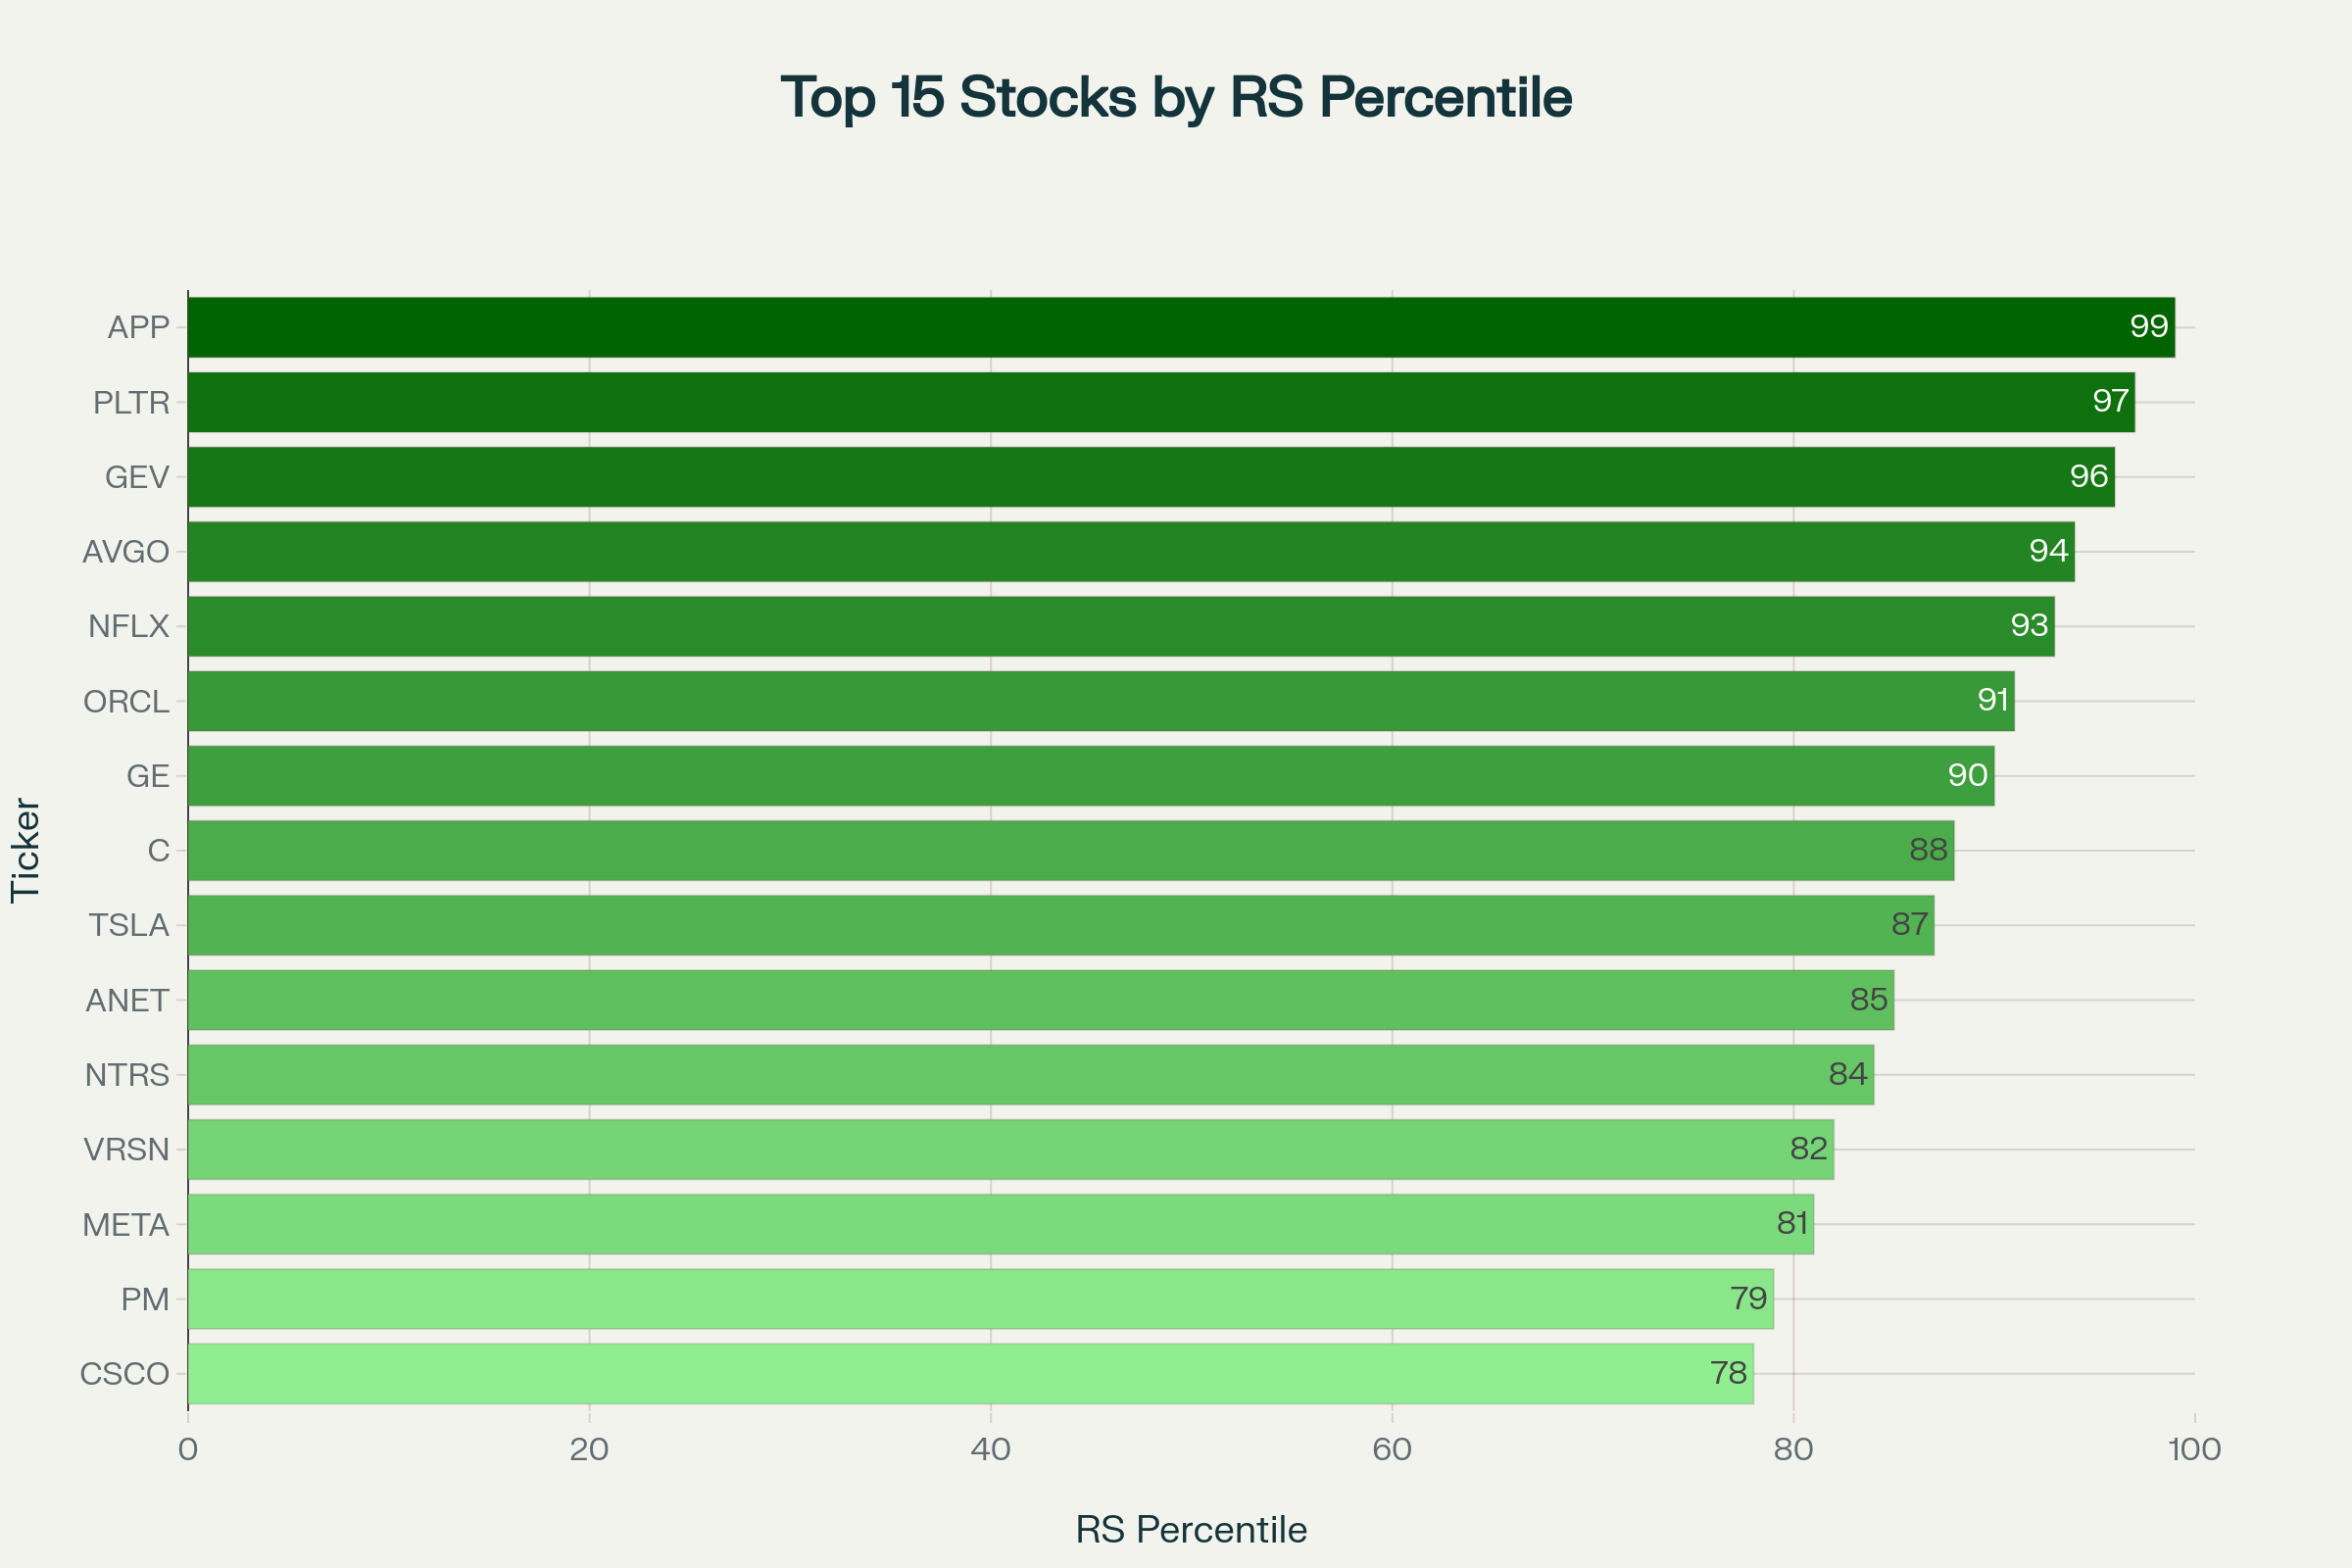 Top 15 Stocks by RS Percentile
APP 99
PLTR 97
GEV 96
AVGO 94
NFLX 93
ORCL 91
GE 90
C 88
TSLA 87
ANET 85
NTRS 84
VRSN 82
META 81
PM 79
CSCO 78
Ticker
0 20 40 60 80 100
RS Percentile